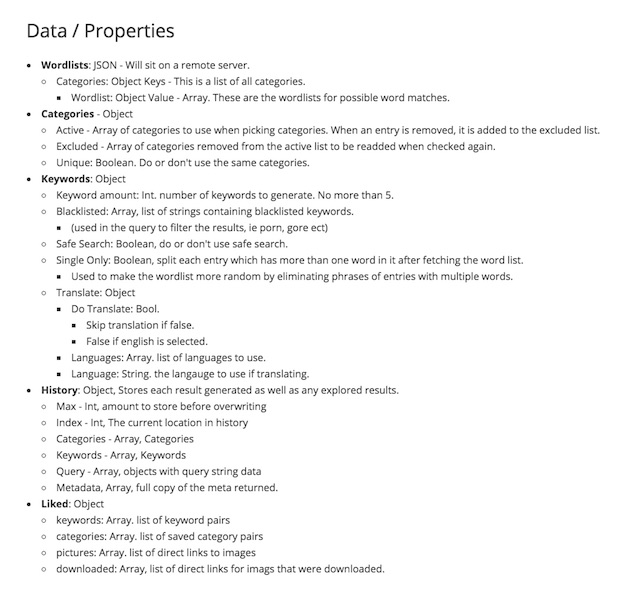 Data / Properties
Wordlists: JSON - Will sit on a remote server.
Categories: Object Keys - This is a list of all categories.
Wordlist: Object Value - Array. These are the wordlists for possible word matches.
Categories - Object
Active - Array of categories to use when picking categories. When an entry is removed, it is added to the excluded list.
Excluded - Array of categories removed from the active list to be readded when checked again.
Unique: Boolean. Do or don't use the same categories.
Keywords: Object
Keyword amount: Int. number of keywords to generate. No more than 5.
Blacklisted: Array, list of strings containing blacklisted keywords.
(used in the query to filter the results, ie porn, gore ect)
Safe Search: Boolean, do or don't use safe search.
Single Only: Boolean, split each entry which has more than one word in it after fetching the word list.
Used to make the wordlist more random by eliminating phrases of entries with multiple words.
Translate: Object
Do Translate: Bool.
Skip translation if false.
False if english is selected.
Languages: Array. list of languages to use.
Language: String. the langauge to use if translating.
History: Object, Stores each result generated as well as any explored results.
Max - Int, amount to store before overwriting
Index - Int, The current location in history
Categories - Array, Categories
Keywords - Array, Keywords
Query - Array, objects with query string data
Metadata, Array, full copy of the meta returned.
Liked: Object
keywords: Array. list of keyword pairs
categories: Array. list of saved category pairs
pictures: Array. list of direct links to images
downloaded: Array, list of direct links for imags that were downloaded.